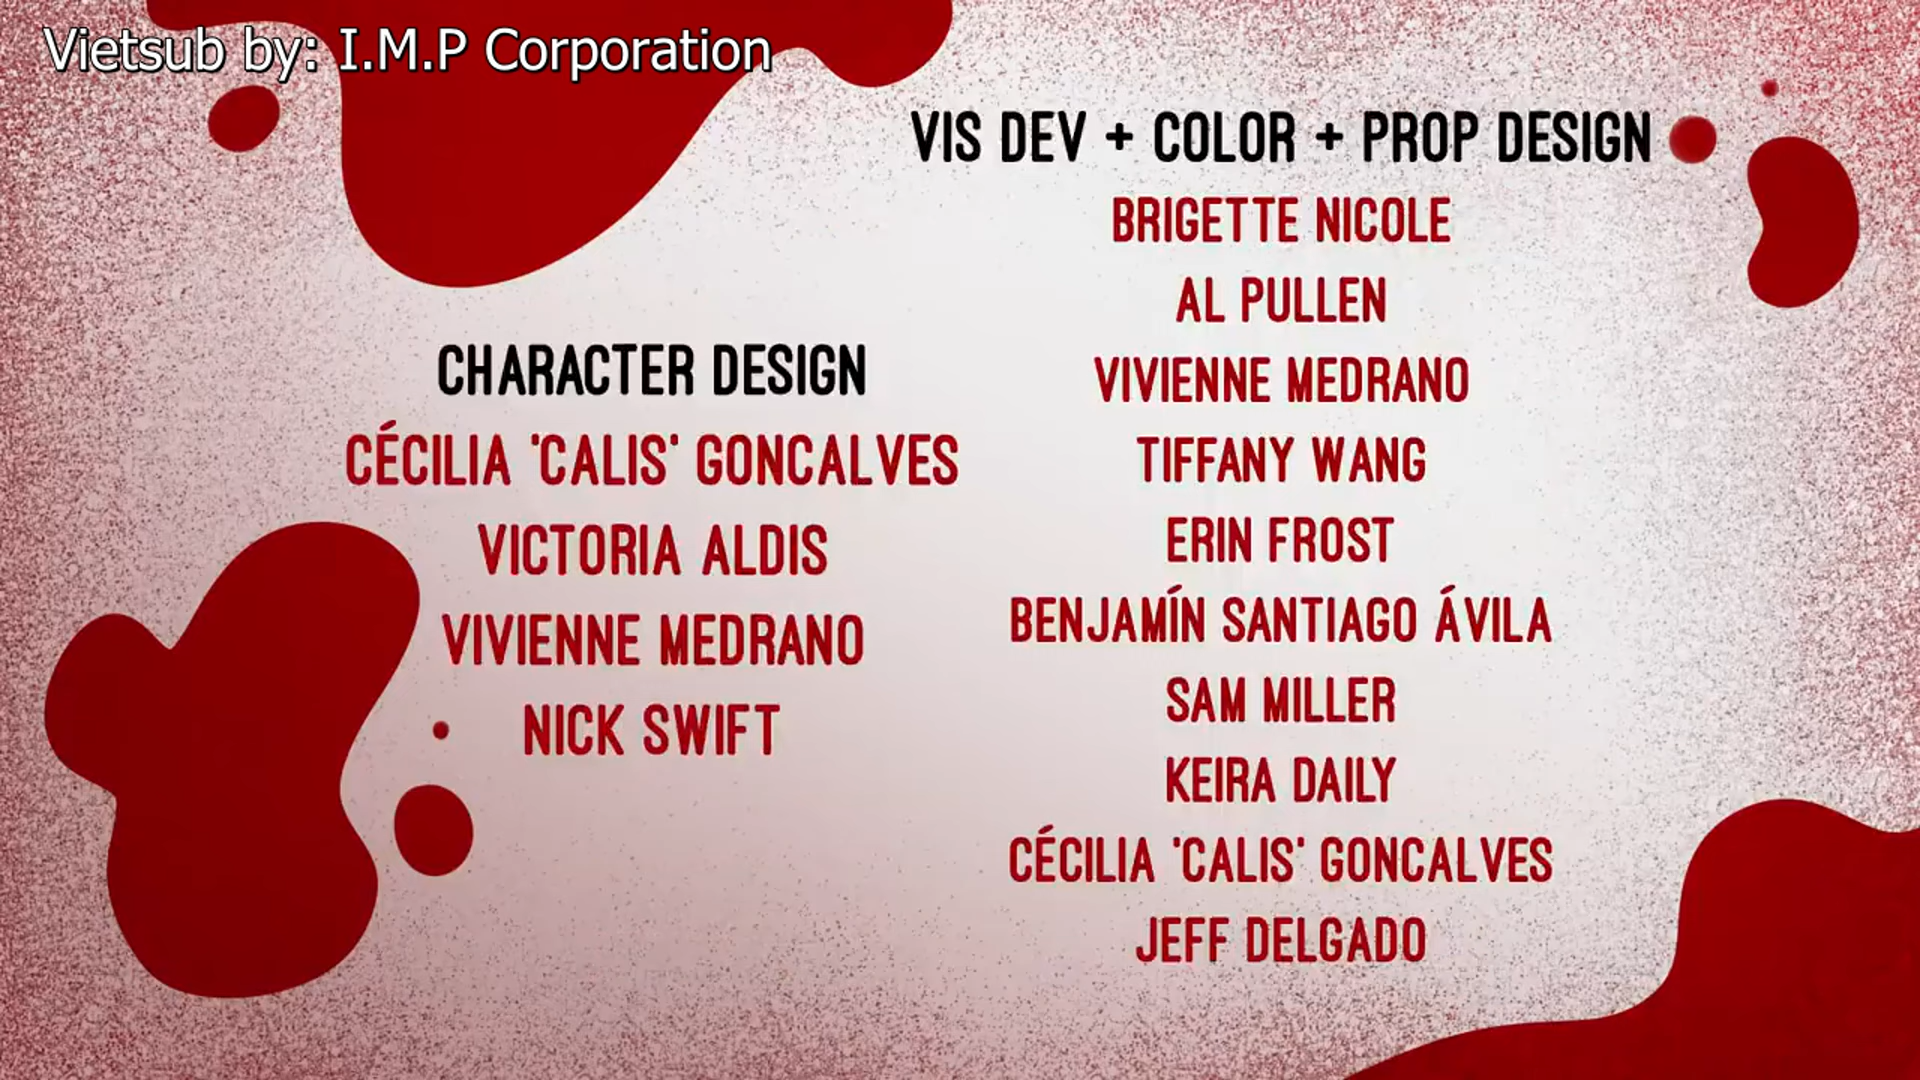 Vietsub by: I.M.P Corporation
CHARACTER DESIGN
CÉCILIA 'CALIS' GONCALVES
VICTORIA ALDIS
VIVIENNE MEDRANO
NICK SWIFT
VIS DEV + COLOR + PROP DESIGN
BRIGETTE NICOLE
AL PULLEN
VIVIENNE MEDRANO
TIFFANY WANG
ERIN FROST
BENJAMÍN SANTIAGO ÁVILA
SAM MILLER
KEIRA DAILY
CÉCILIA 'CALIS' GONCALVES
JEFF DELGADO